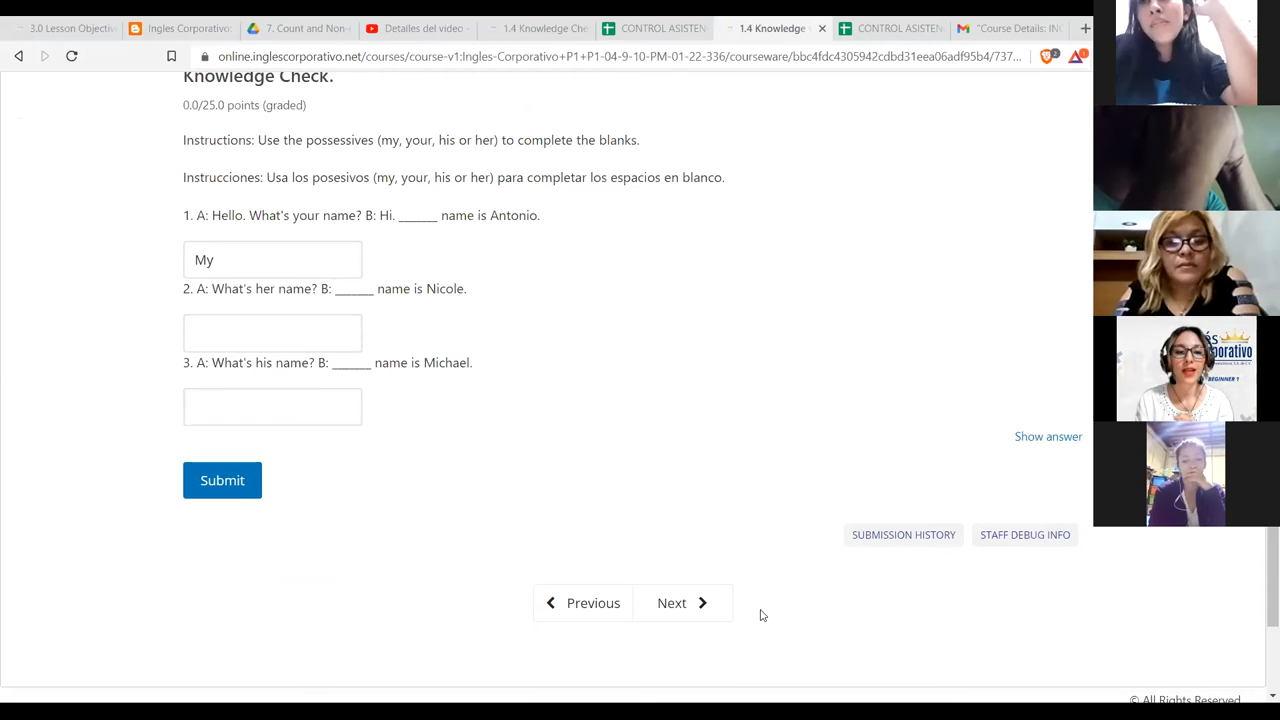 3.0 Lesson Objectiv
Ingles Corporativo:
7. Count and Non-
Detalles del video -
1.4 Knowledge Che
CONTROL ASISTEN
1.4 Knowledge
CONTROL ASISTEN
"Course Details: IN
online.inglescorporativo.net/courses/course-v1:Ingles-Corporativo+P1+P1-04-9-10-PM-01-22-336/courseware/bbc4fdc4305942cdbd31eea06adf95b4/737...
2
1
Knowledge Check.
0.0/25.0 points (graded)
Instructions: Use the possessives (my, your, his or her) to complete the blanks.
Instrucciones: Usa los posesivos (my, your, his or her) para completar los espacios en blanco.
1. A: Hello. What's your name? B: Hi. ______ name is Antonio.
My
2. A: What's her name? B: ______ name is Nicole.
3. A: What's his name? B: ______ name is Michael.
Show answer
Submit
SUBMISSION HISTORY
STAFF DEBUG INFO
Previous
Next
© All Rights Reserved
és
porativo
BEGINNER 1